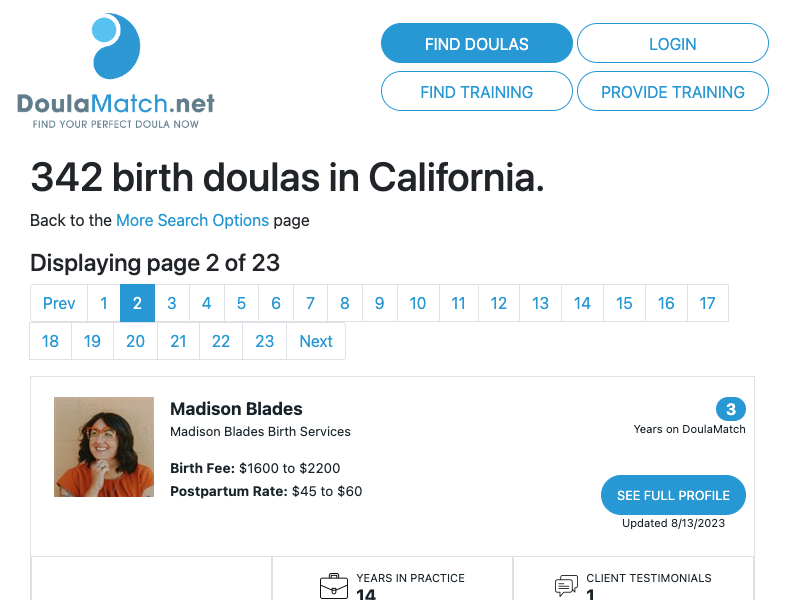 DoulaMatch.net
FIND YOUR PERFECT DOULA NOW
FIND DOULAS
LOGIN
FIND TRAINING
PROVIDE TRAINING
342 birth doulas in California.
Back to the More Search Options page
Displaying page 2 of 23
Prev 1 2 3 4 5 6 7 8 9 10 11 12 13 14 15 16 17
18 19 20 21 22 23 Next
Madison Blades
Madison Blades Birth Services
Birth Fee: $1600 to $2200
Postpartum Rate: $45 to $60
3
Years on DoulaMatch
SEE FULL PROFILE
Updated 8/13/2023
YEARS IN PRACTICE
14
CLIENT TESTIMONIALS
1